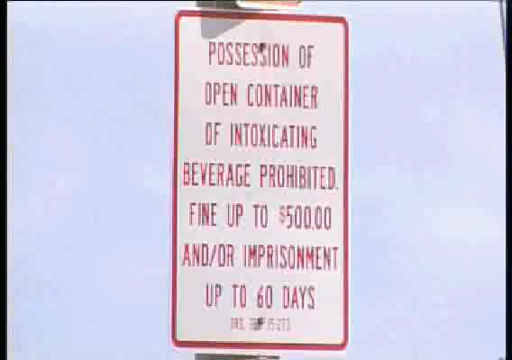 POSSESSION OF
OPEN CONTAINER
OF INTOXICATING
BEVERAGE PROHIBITED.
FINE UP TO $500.00
AND/OR IMPRISONMENT
UP TO 60 DAYS